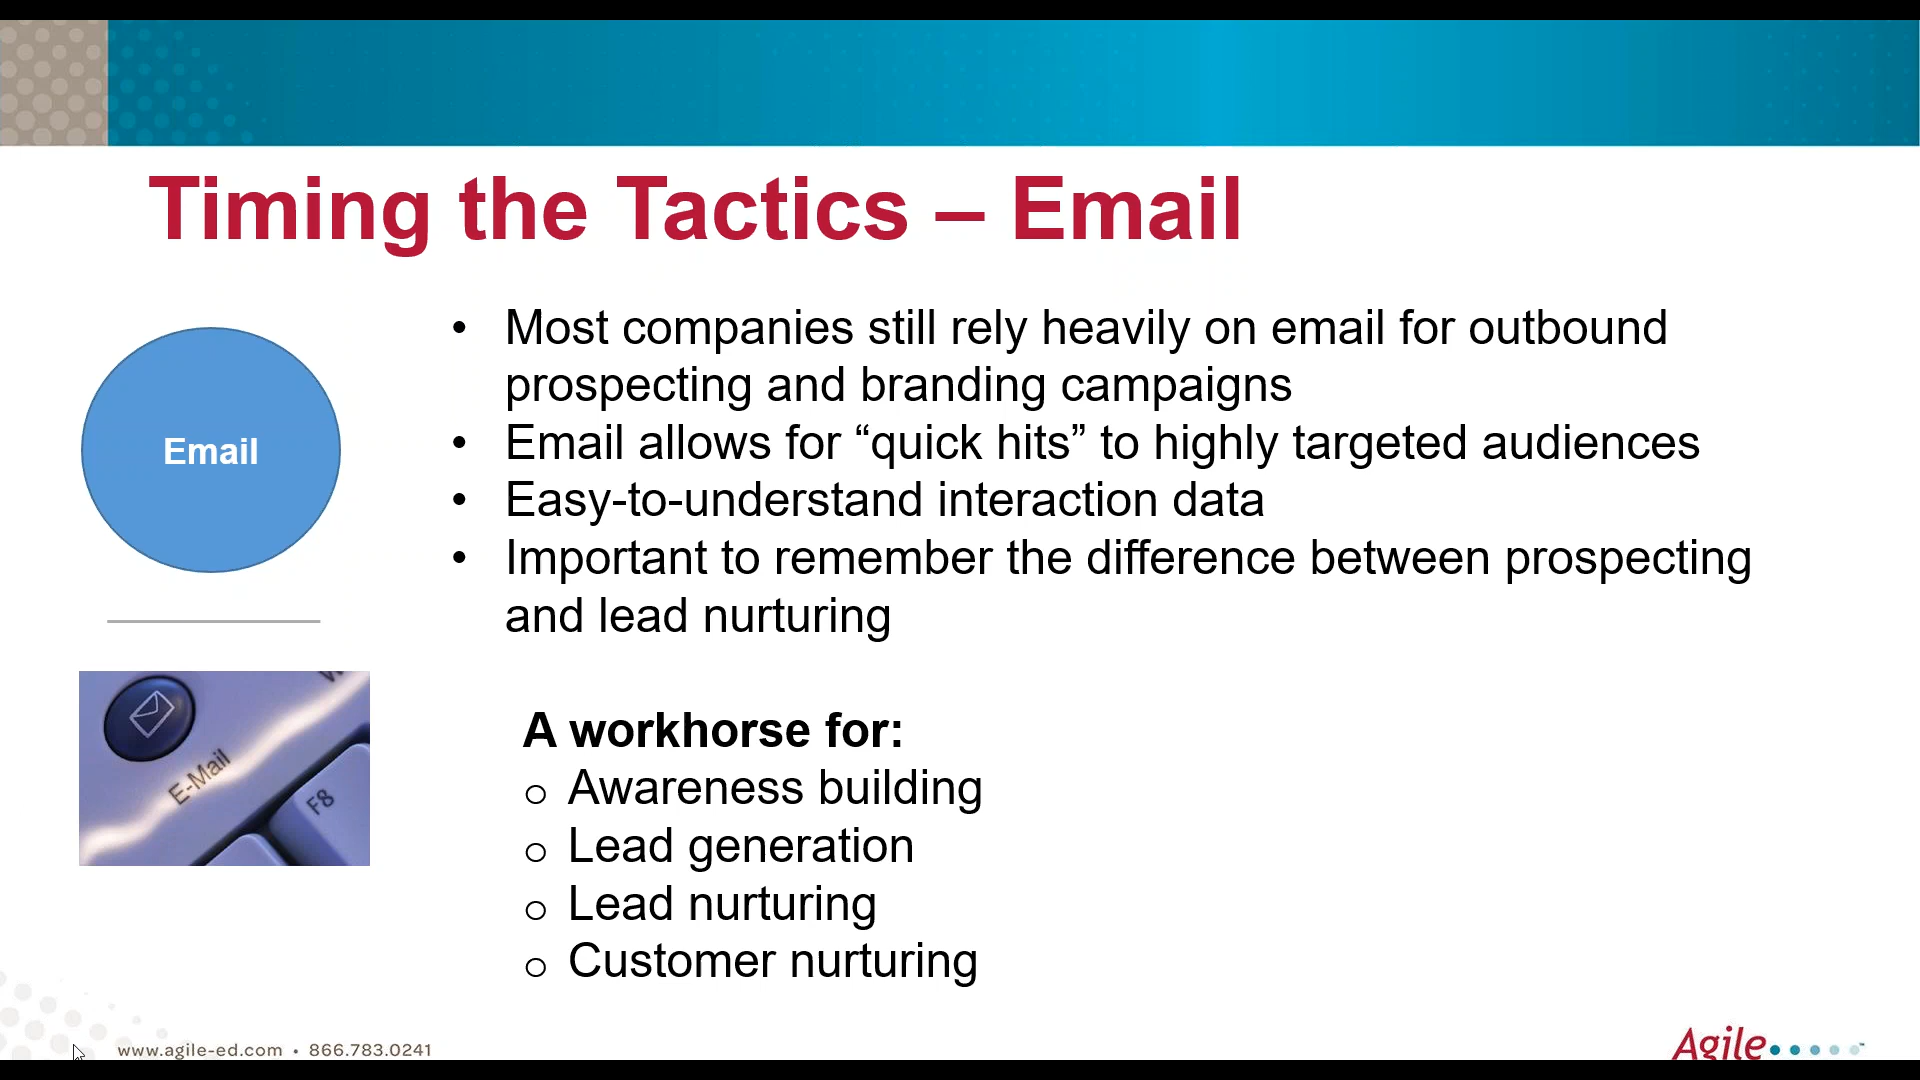 Timing the Tactics – Email
Email
• Most companies still rely heavily on email for outbound
prospecting and branding campaigns
• Email allows for “quick hits” to highly targeted audiences
• Easy-to-understand interaction data
• Important to remember the difference between prospecting
and lead nurturing
E-Mail
F8
A workhorse for:
o Awareness building
o Lead generation
o Lead nurturing
o Customer nurturing
www.agile-ed.com • 866.783.0241
Agile